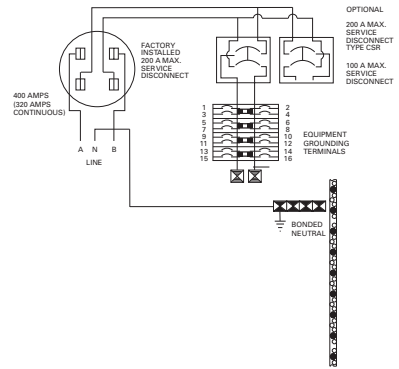 OPTIONAL
200 A MAX.
SERVICE
DISCONNECT
TYPE CSR
100 A MAX.
SERVICE
DISCONNECT
FACTORY
INSTALLED
200 A MAX.
SERVICE
DISCONNECT
400 AMPS
(320 AMPS
CONTINUOUS)
A N B
LINE
1 2
3 4
5 6
7 8
9 10
11 12
13 14
15 16
EQUIPMENT
GROUNDING
TERMINALS
BONDED
NEUTRAL